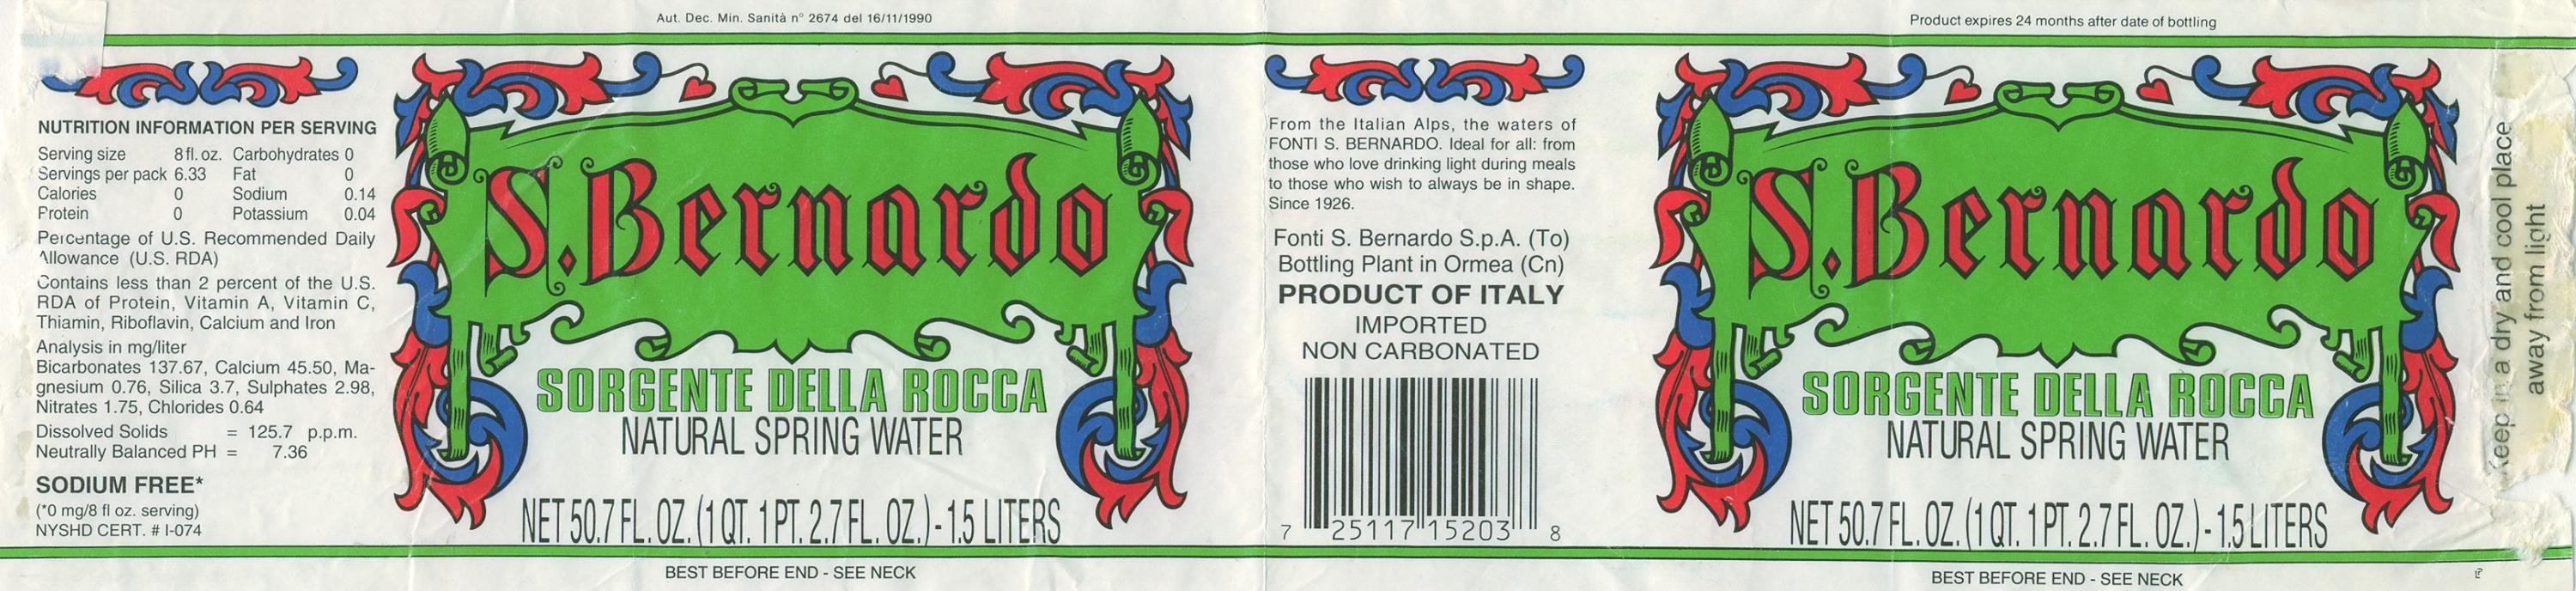 Aut. Dec. Min. Sanità n° 2674 del 16/11/1990
Product expires 24 months after date of bottling
NUTRITION INFORMATION PER SERVING
Serving size 8 fl. oz. Carbohydrates 0
Servings per pack 6.33 Fat 0
Calories 0 Sodium 0.14
Protein 0 Potassium 0.04
Percentage of U.S. Recommended Daily
Allowance (U.S. RDA)
Contains less than 2 percent of the U.S.
RDA of Protein, Vitamin A, Vitamin C,
Thiamin, Riboflavin, Calcium and Iron
Analysis in mg/liter
Bicarbonates 137.67, Calcium 45.50, Ma-
gnesium 0.76, Silica 3.7, Sulphates 2.98,
Nitrates 1.75, Chlorides 0.64
Dissolved Solids = 125.7 p.p.m.
Neutrally Balanced PH = 7.36
SODIUM FREE*
(*0 mg/8 fl oz. serving)
NYSHD CERT. # I-074
S. Bernardo
SORGENTE DELLA ROCCA
NATURAL SPRING WATER
NET 50.7 FL. OZ. (1 QT. 1 PT. 2.7 FL. OZ.) - 1.5 LITERS
BEST BEFORE END - SEE NECK
From the Italian Alps, the waters of
FONTI S. BERNARDO. Ideal for all: from
those who love drinking light during meals
to those who wish to always be in shape.
Since 1926.
Fonti S. Bernardo S.p.A. (To)
Bottling Plant in Ormea (Cn)
PRODUCT OF ITALY
IMPORTED
NON CARBONATED
7 25117 15203 8
S. Bernardo
SORGENTE DELLA ROCCA
NATURAL SPRING WATER
NET 50.7 FL. OZ. (1 QT. 1 PT. 2.7 FL. OZ.) - 1.5 LITERS
BEST BEFORE END - SEE NECK
Keep in a dry and cool place
away from light